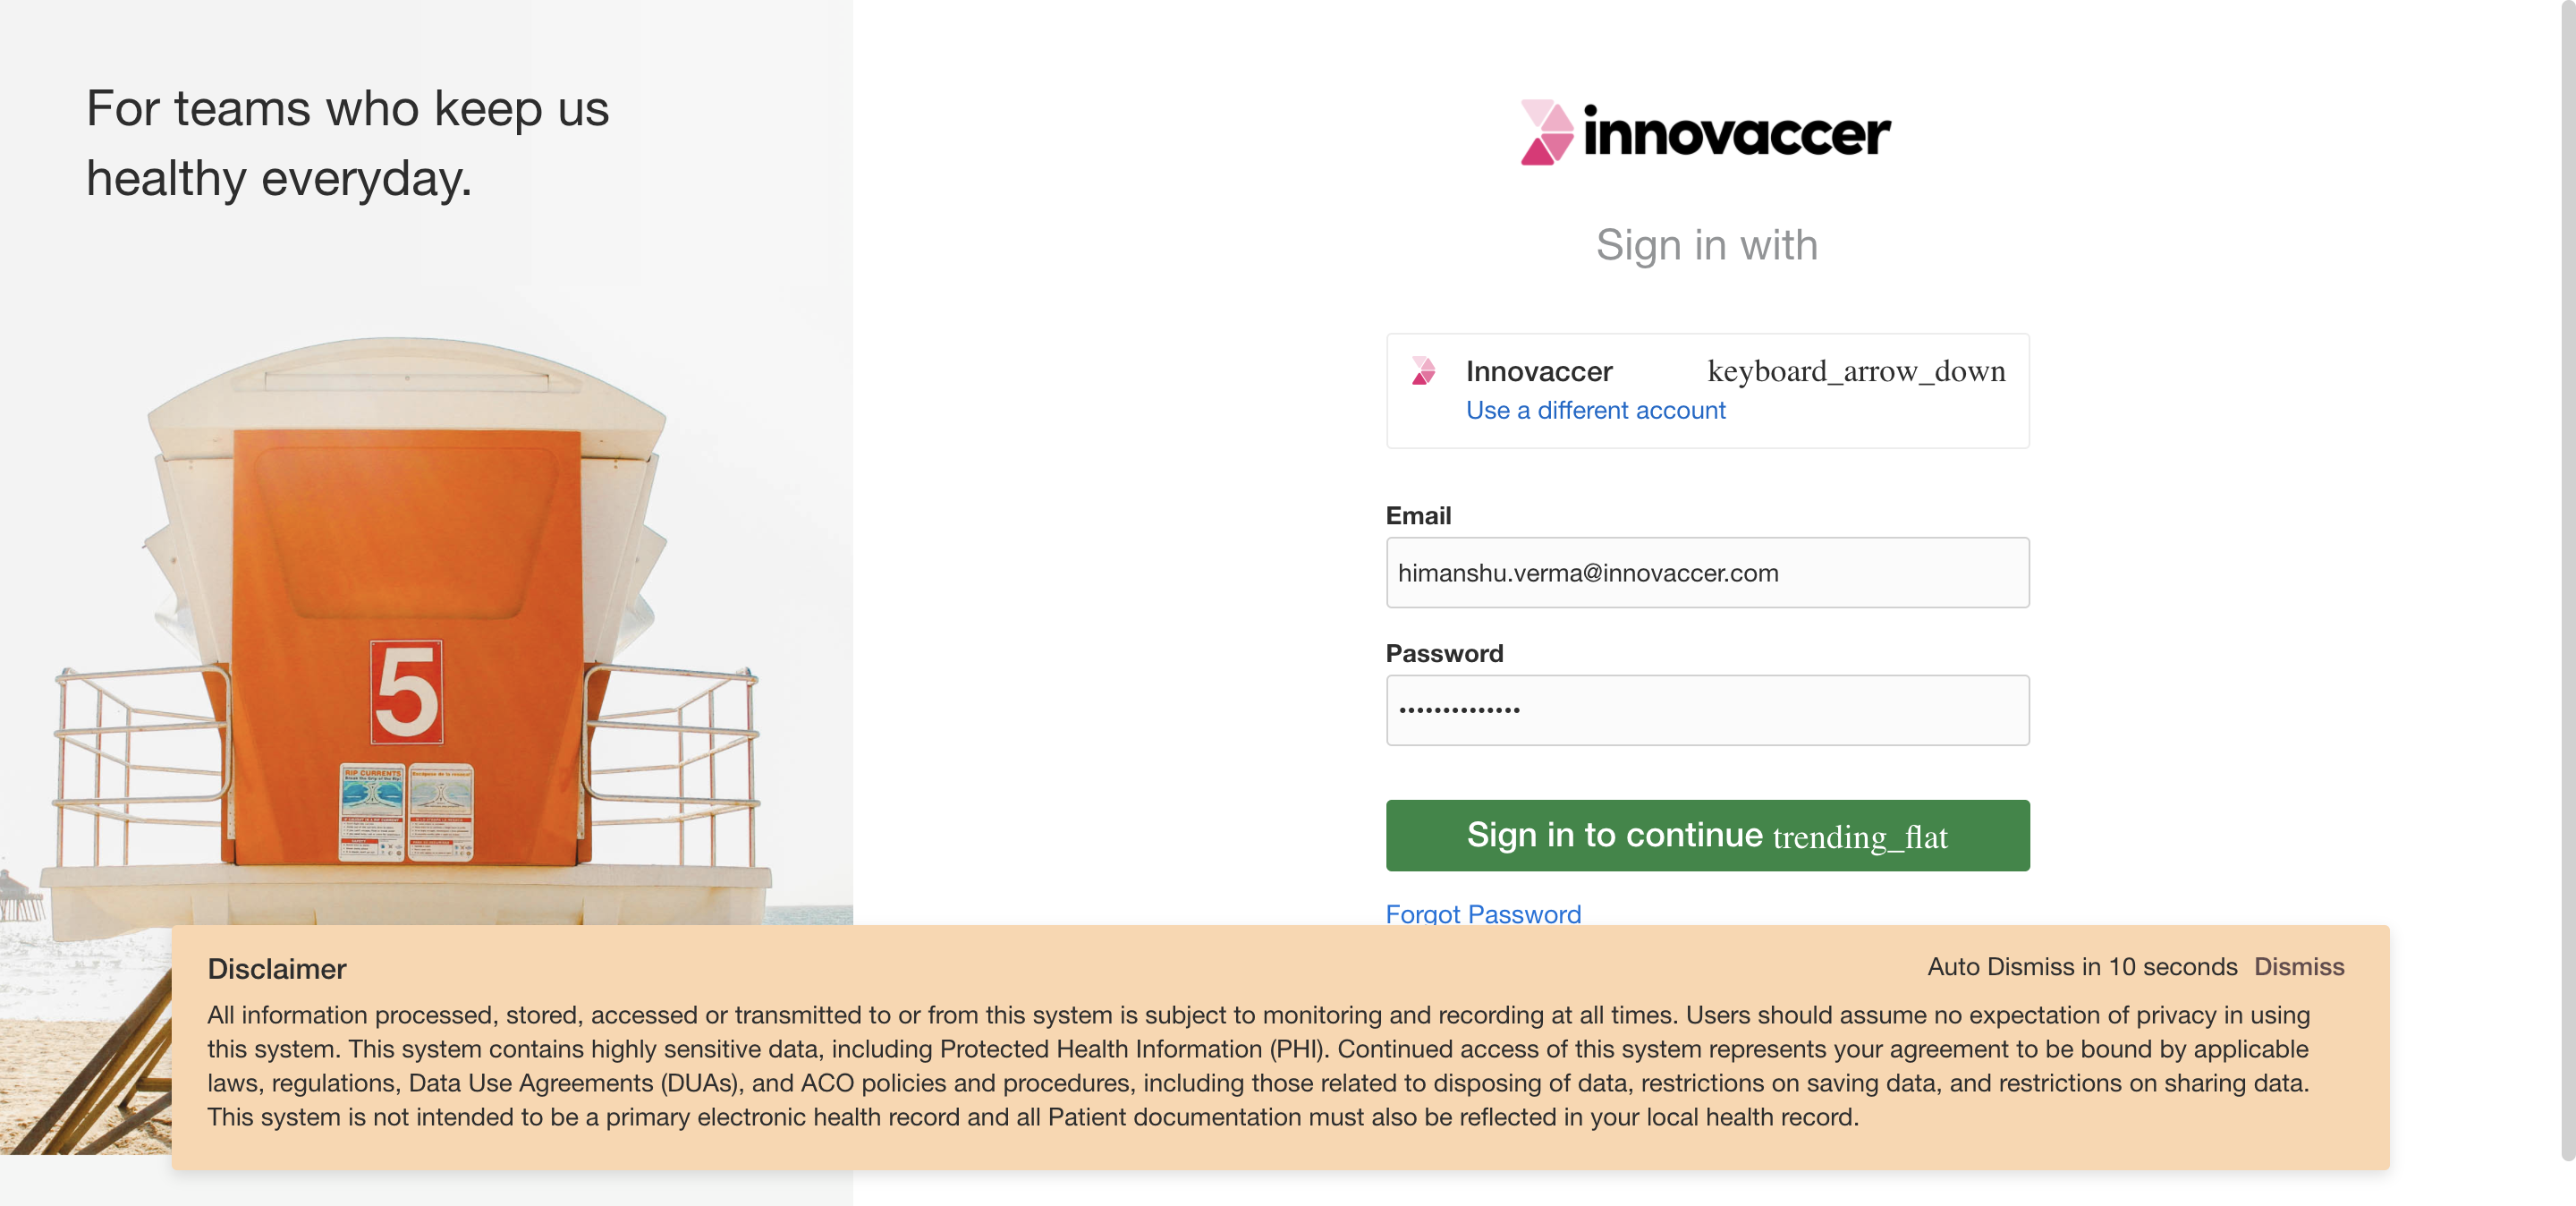 For teams who keep us
healthy everyday.
innovaccer
Sign in with
Innovaccer keyboard_arrow_down
Use a different account
Email
himanshu.verma@innovaccer.com
Password
••••••••••••••
Sign in to continue trending_flat
Forgot Password
5
RIP CURRENTS
Disclaimer
Auto Dismiss in 10 seconds Dismiss
All information processed, stored, accessed or transmitted to or from this system is subject to monitoring and recording at all times. Users should assume no expectation of privacy in using
this system. This system contains highly sensitive data, including Protected Health Information (PHI). Continued access of this system represents your agreement to be bound by applicable
laws, regulations, Data Use Agreements (DUAs), and ACO policies and procedures, including those related to disposing of data, restrictions on saving data, and restrictions on sharing data.
This system is not intended to be a primary electronic health record and all Patient documentation must also be reflected in your local health record.